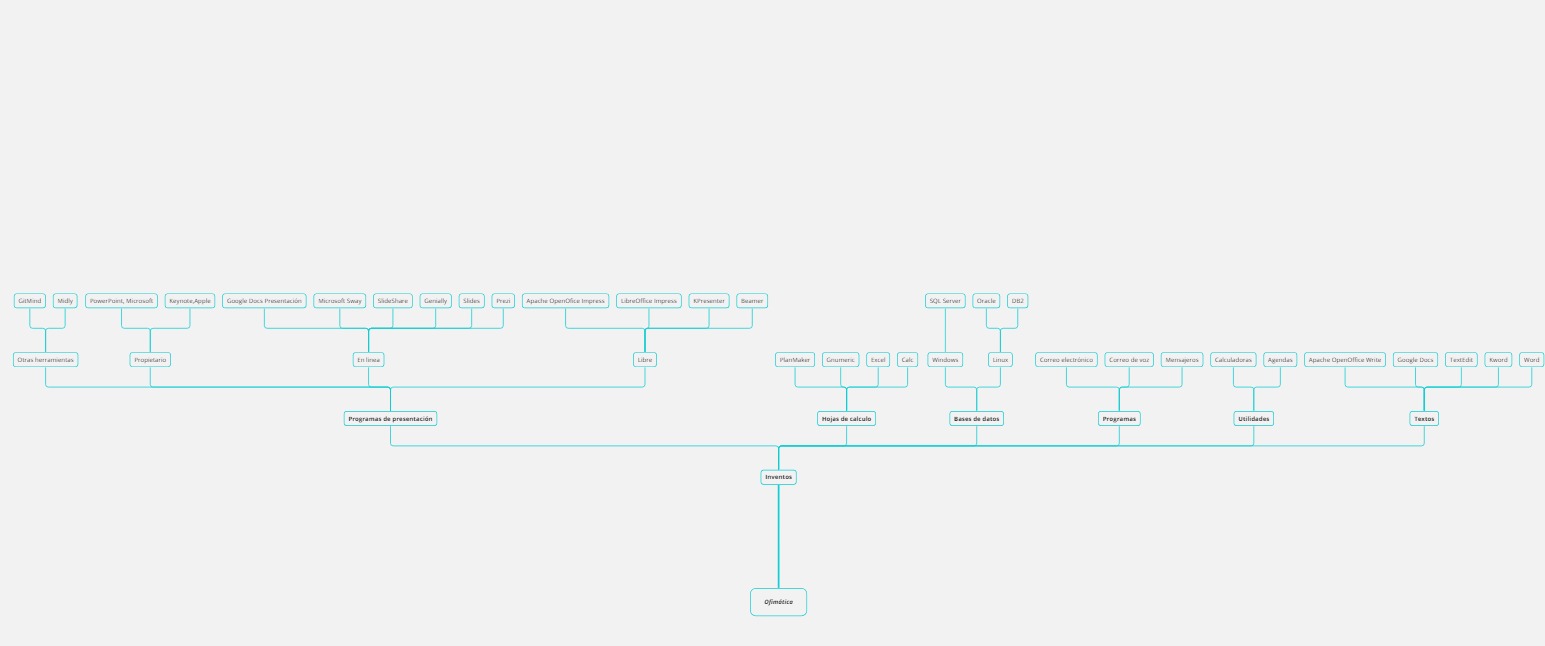 GitMind
Midly
PowerPoint, Microsoft
Keynote,Apple
Google Docs Presentación
Microsoft Sway
SlideShare
Genially
Slides
Prezi
Apache OpenOfice Impress
LibreOffice Impress
KPresenter
Beamer
SQL Server
Oracle
DB2
Otras herramientas
Propietario
En linea
Libre
PlanMaker
Gnumeric
Excel
Calc
Windows
Linux
Correo electrónico
Correo de voz
Mensajeros
Calculadoras
Agendas
Apache OpenOffice Write
Google Docs
TextEdit
Kword
Word
Programas de presentación
Hojas de calculo
Bases de datos
Programas
Utilidades
Textos
Inventos
Ofimática